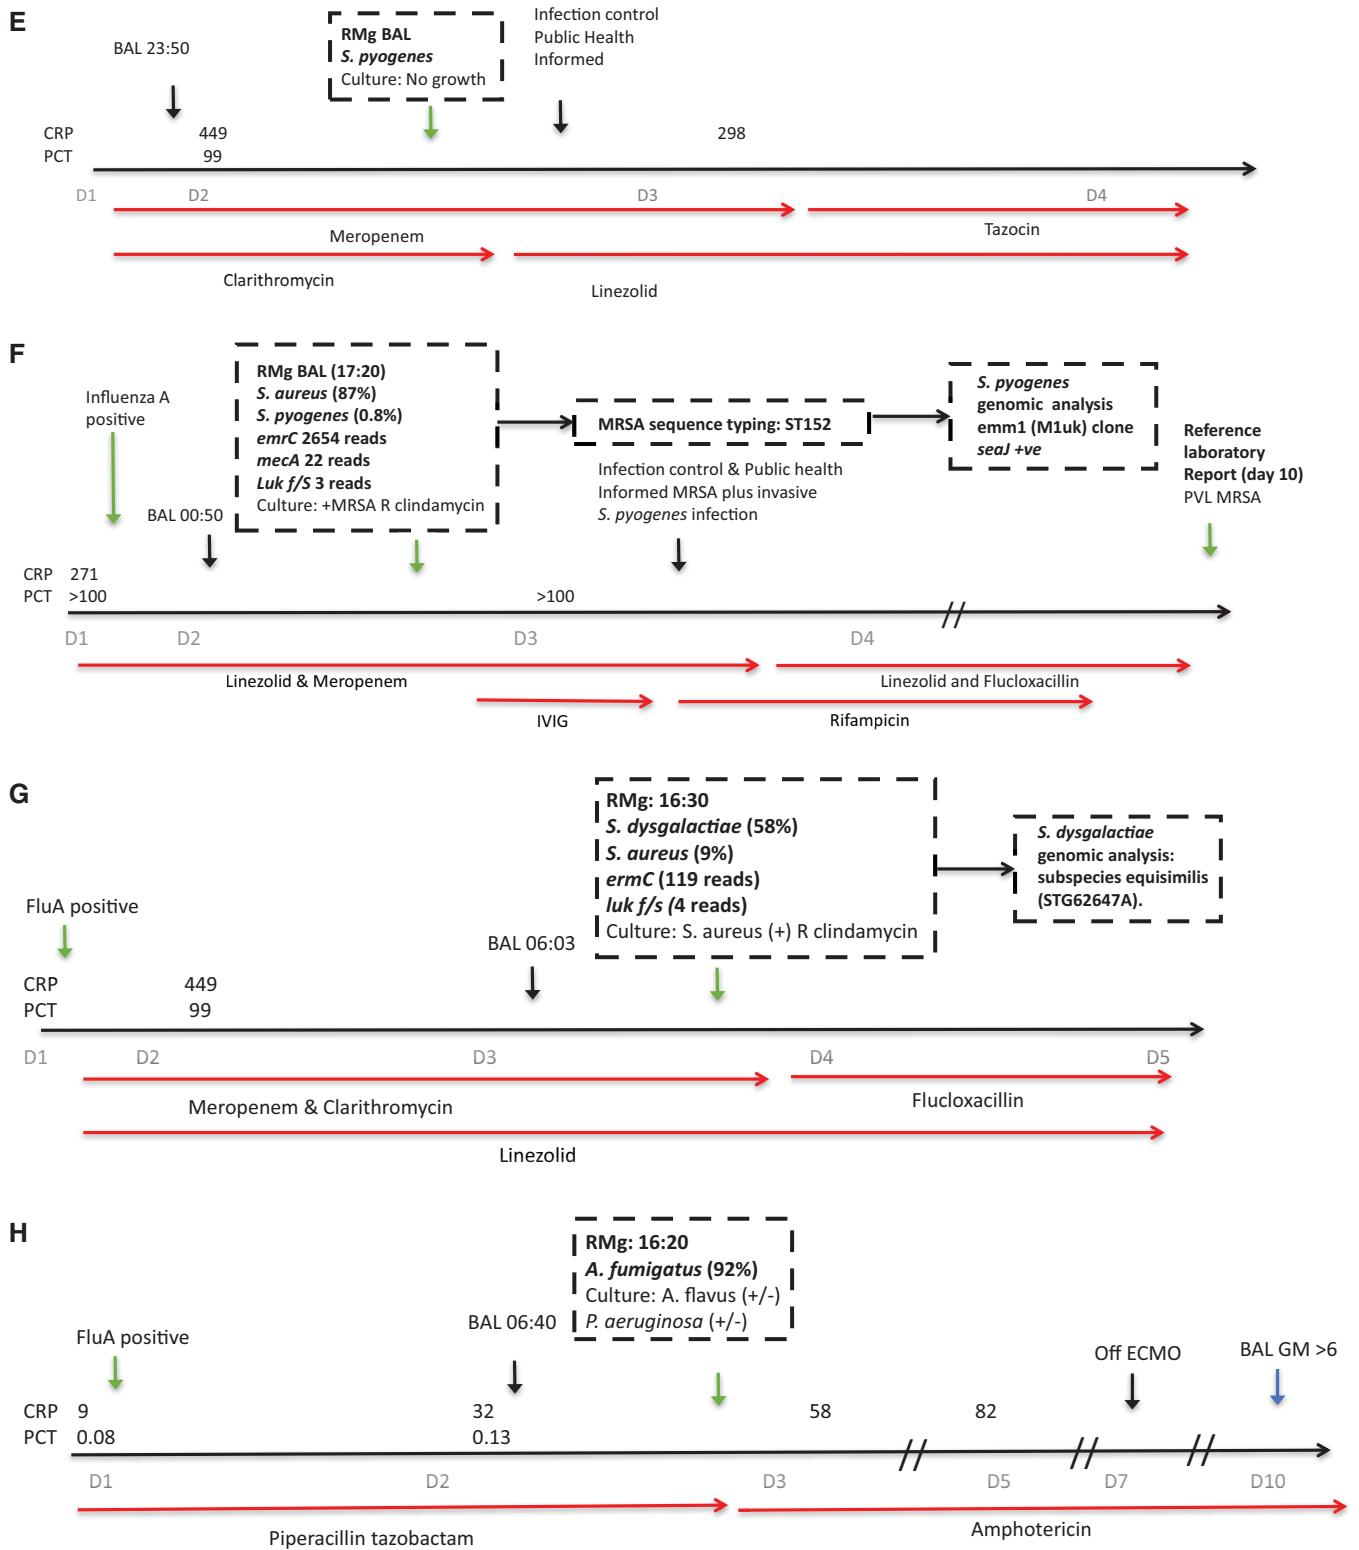 E
BAL 23:50
RMg BAL
S. pyogenes
Culture: No growth
Infection control
Public Health
Informed
CRP 449 298
PCT 99
D1 D2 D3 D4
Meropenem
Tazocin
Clarithromycin
Linezolid
F
Influenza A
positive
BAL 00:50
RMg BAL (17:20)
S. aureus (87%)
S. pyogenes (0.8%)
emrC 2654 reads
mecA 22 reads
Luk f/S 3 reads
Culture: +MRSA R clindamycin
MRSA sequence typing: ST152
Infection control & Public health
Informed MRSA plus invasive
S. pyogenes infection
S. pyogenes
genomic analysis
emm1 (M1uk) clone
seaJ +ve
Reference
laboratory
Report (day 10)
PVL MRSA
CRP 271
PCT >100 >100
D1 D2 D3 D4
Linezolid & Meropenem
Linezolid and Flucloxacillin
IVIG
Rifampicin
G
FluA positive
BAL 06:03
RMg: 16:30
S. dysgalactiae (58%)
S. aureus (9%)
ermC (119 reads)
luk f/s (4 reads)
Culture: S. aureus (+) R clindamycin
S. dysgalactiae
genomic analysis:
subspecies equisimilis
(STG62647A).
CRP 449
PCT 99
D1 D2 D3 D4 D5
Meropenem & Clarithromycin
Flucloxacillin
Linezolid
H
FluA positive
BAL 06:40
RMg: 16:20
A. fumigatus (92%)
Culture: A. flavus (+/-)
P. aeruginosa (+/-)
Off ECMO
BAL GM >6
CRP 9 32 58 82
PCT 0.08 0.13
D1 D2 D3 D5 D7 D10
Piperacillin tazobactam
Amphotericin